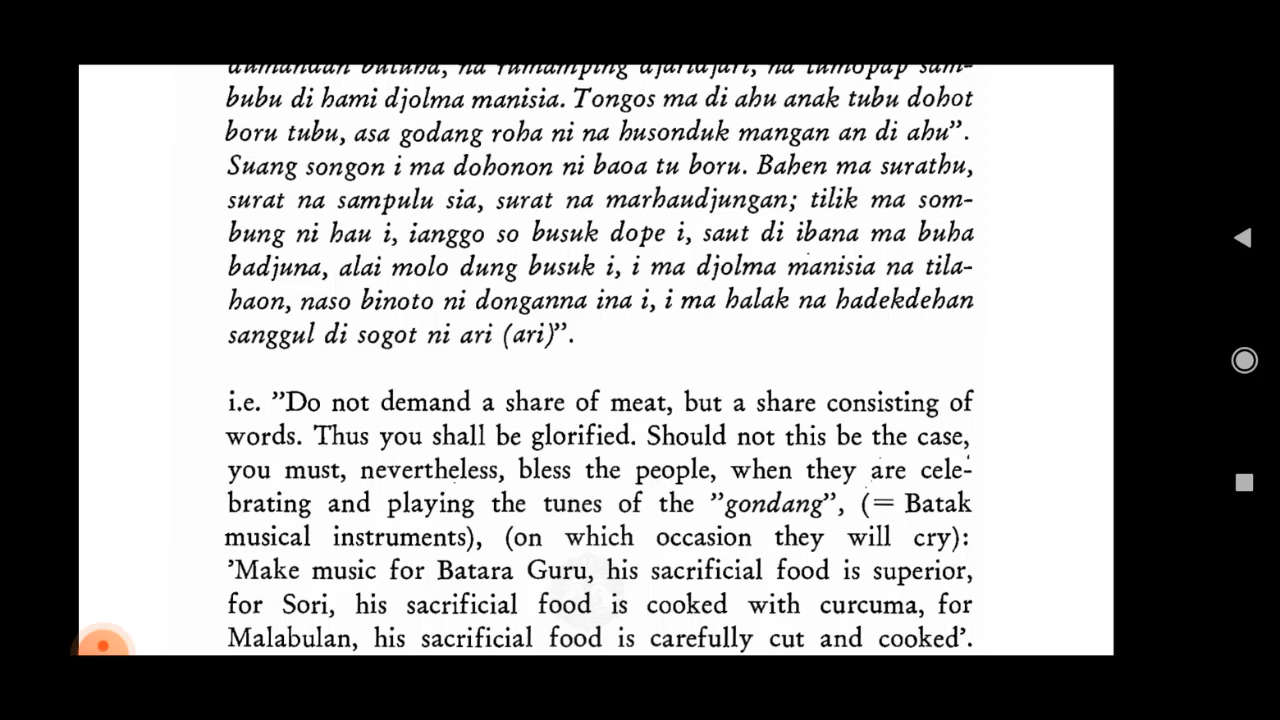 dumandan butuha, na rumamping djariadjari, na tumopap sam-
bubu di hami djolma manisia. Tongos ma di ahu anak tubu dohot
boru tubu, asa godang roha ni na husonduk mangan an di ahu”.
Suang songon i ma dohonon ni baoa tu boru. Bahen ma surathu,
surat na sampulu sia, surat na marhaudjungan; tilik ma som-
bung ni hau i, ianggo so busuk dope i, saut di ibana ma buha
badjuna, alai molo dung busuk i, i ma djolma manisia na tila-
haon, naso binoto ni donganna ina i, i ma halak na hadekdehan
sanggul di sogot ni ari (ari)”.
i.e. ”Do not demand a share of meat, but a share consisting of
words. Thus you shall be glorified. Should not this be the case,
you must, nevertheless, bless the people, when they are cele-
brating and playing the tunes of the ”gondang”, (= Batak
musical instruments), (on which occasion they will cry):
’Make music for Batara Guru, his sacrificial food is superior,
for Sori, his sacrificial food is cooked with curcuma, for
Malabulan, his sacrificial food is carefully cut and cooked’.